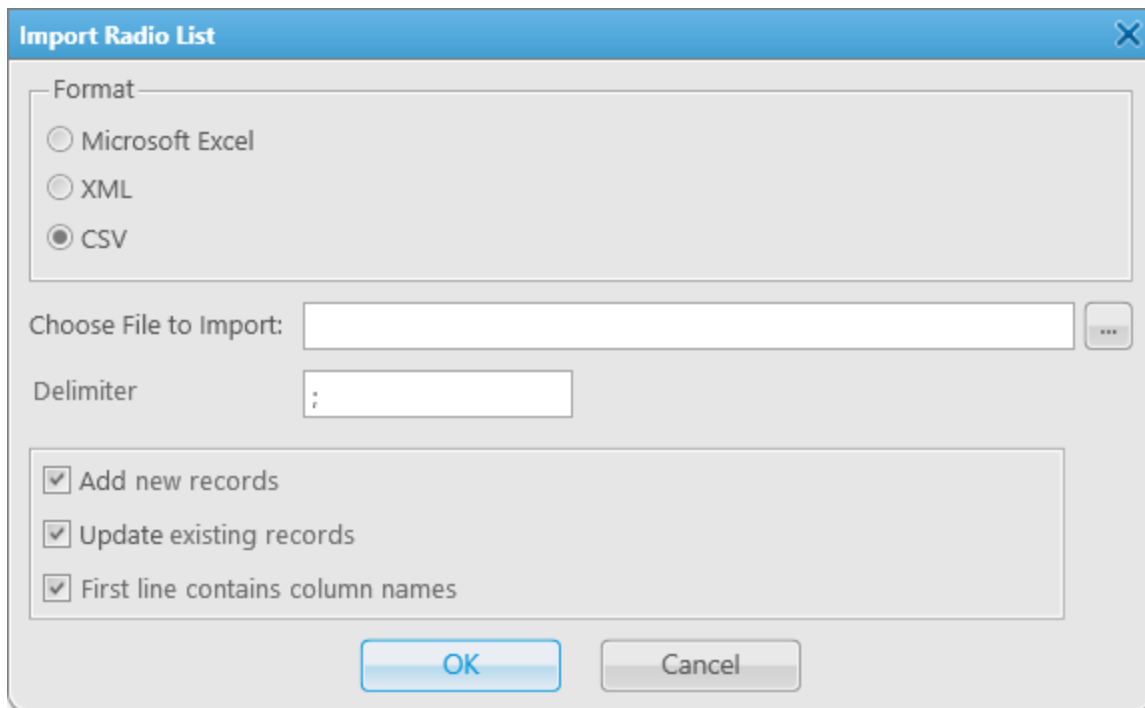 Import Radio List
Format
Microsoft Excel
XML
CSV
Choose File to Import:
...
Delimiter
;
Add new records
Update existing records
First line contains column names
OK
Cancel